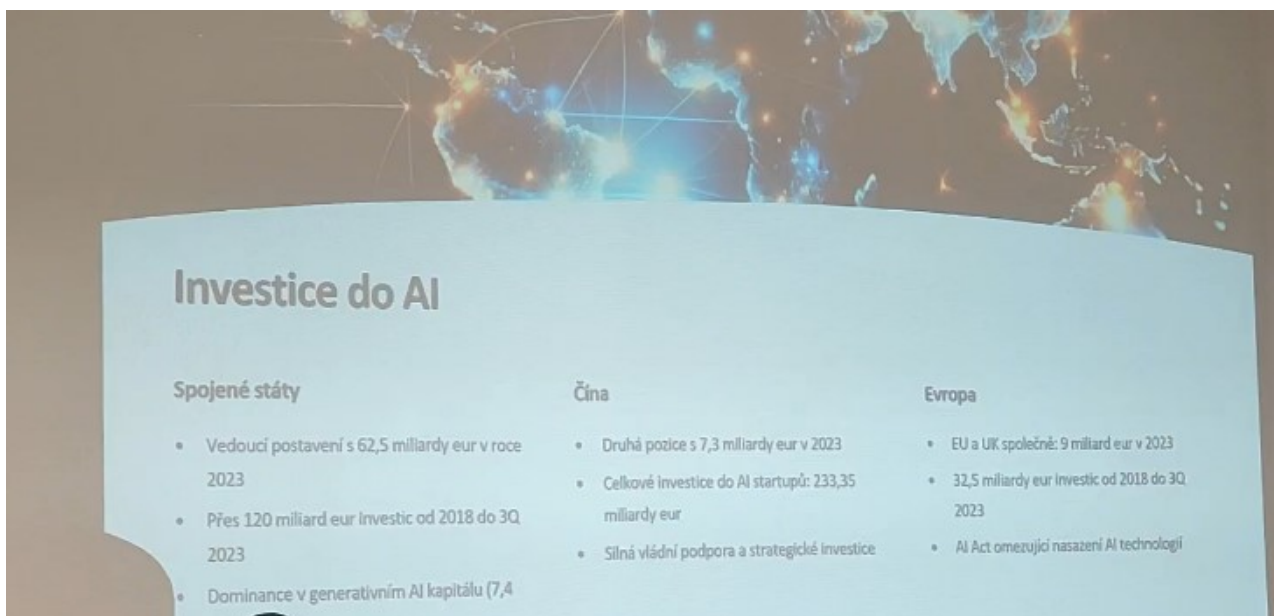 Investice do AI
Spojené státy
• Vedoucí postavení s 62,5 miliardy eur v roce
2023
• Přes 120 miliard eur investic od 2018 do 3Q
2023
• Dominance v generativním AI kapitálu (7,4
Čína
• Druhá pozice s 7,3 miliardy eur v 2023
• Celkové investice do AI startupů: 233,35
miliardy eur
• Silná vládní podpora a strategické investice
Evropa
• EU a UK společně: 9 miliard eur v 2023
• 32,5 miliardy eur investic od 2018 do 3Q
2023
• AI Act omezující nasazení AI technologií